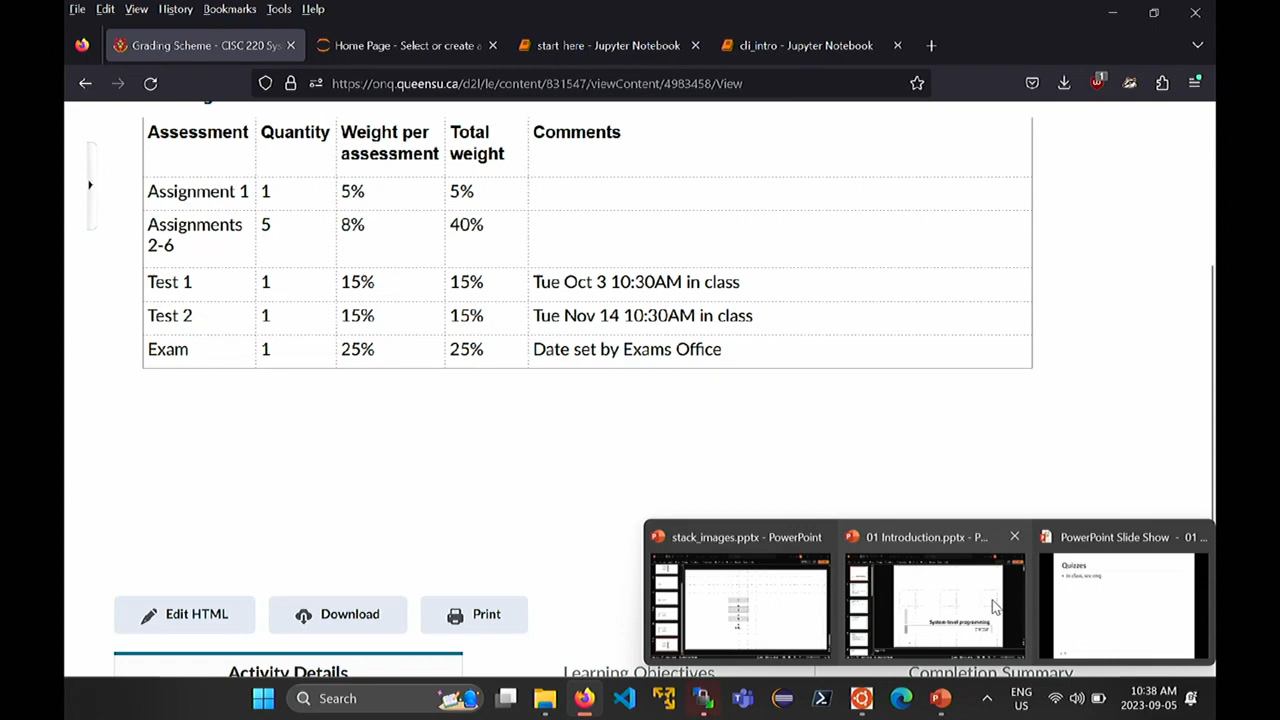 File Edit View History Bookmarks Tools Help
Grading Scheme - CISC 220 Sys
Home Page - Select or create a
start here - Jupyter Notebook
cli_intro - Jupyter Notebook
https://onq.queensu.ca/d2l/le/content/831547/viewContent/4983458/View
1
Assessment Quantity Weight per assessment Total weight Comments
Assignment 1 1 5% 5%
Assignments 2-6 5 8% 40%
Test 1 1 15% 15% Tue Oct 3 10:30AM in class
Test 2 1 15% 15% Tue Nov 14 10:30AM in class
Exam 1 25% 25% Date set by Exams Office
stack_images.pptx - PowerPoint
01 Introduction.pptx - P...
PowerPoint Slide Show - 01 ...
Quizzes
System-level programming
Edit HTML Download Print
Activity Details Learning Objectives Completion Summary
Search
ENG
US
10:38 AM
2023-09-05